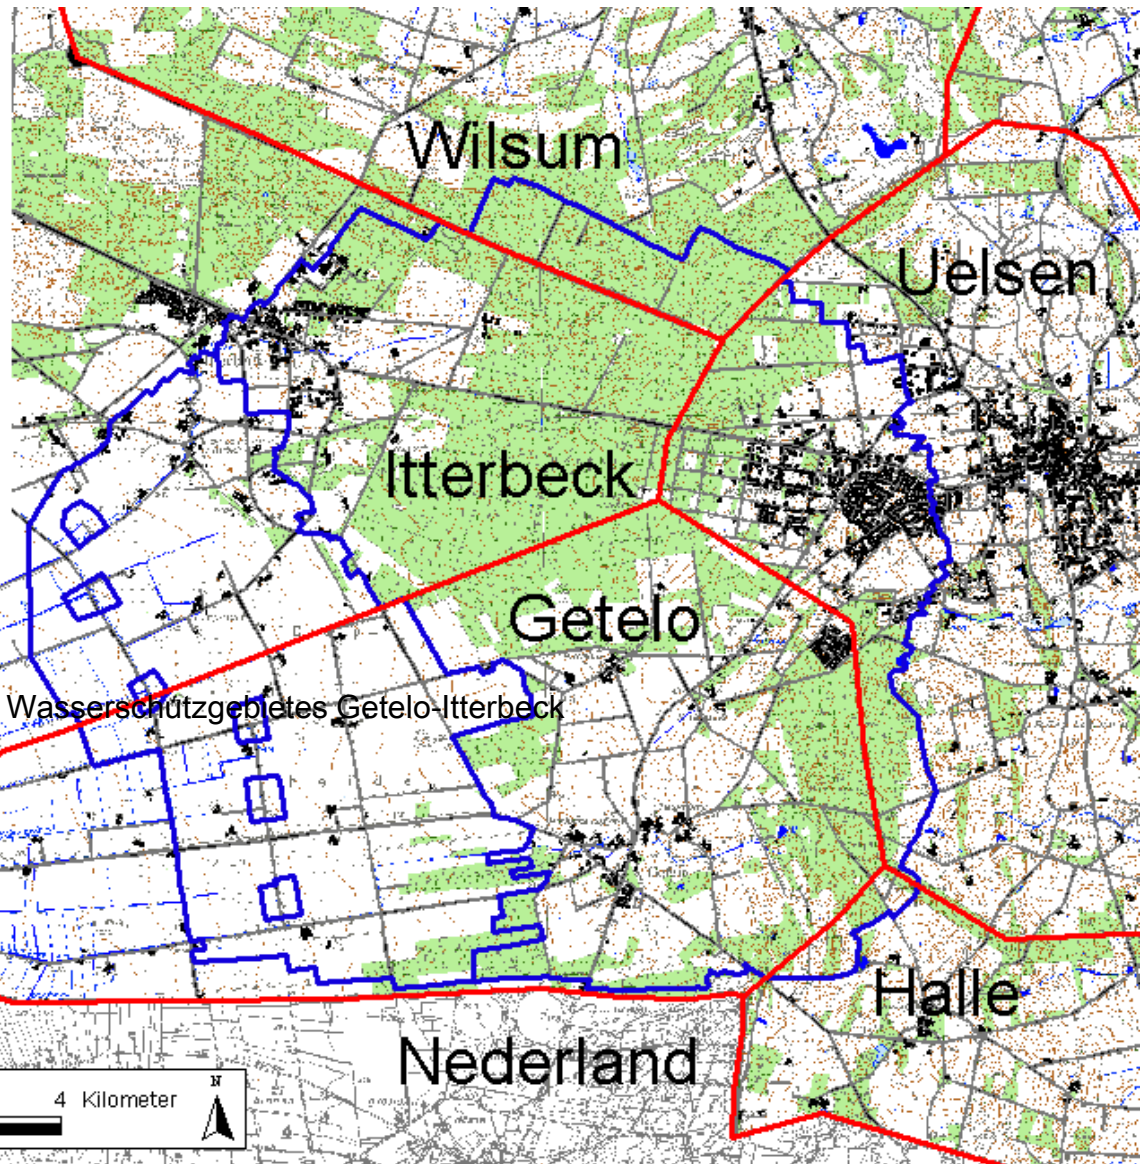 Wilsum
Uelsen
Itterbeck
Getelo
Wasserschutzgebietes Getelo-Itterbeck
Halle
Nederland
N
4 Kilometer